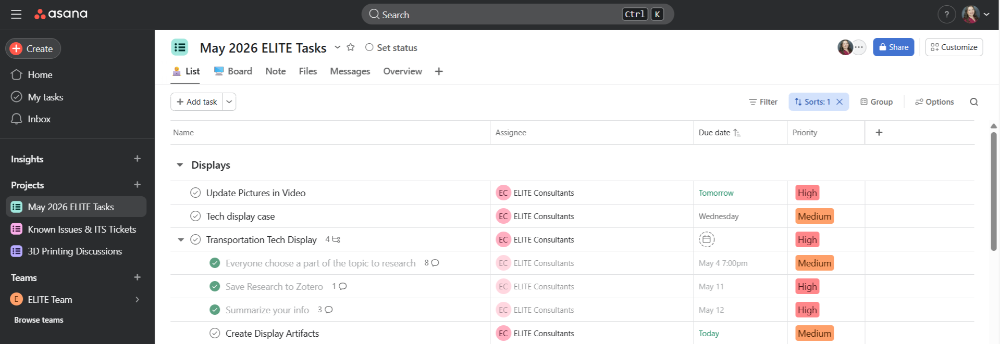 asana
Search
Ctrl K
?
Create
Home
My tasks
Inbox
Insights
Projects
May 2026 ELITE Tasks
Known Issues & ITS Tickets
3D Printing Discussions
Teams
E ELITE Team
Browse teams
May 2026 ELITE Tasks
Set status
Share
Customize
List Board Note Files Messages Overview
Add task
Filter Sorts: 1 Group Options
Name Assignee Due date Priority
Displays
Update Pictures in Video EC ELITE Consultants Tomorrow High
Tech display case EC ELITE Consultants Wednesday Medium
Transportation Tech Display 4 EC ELITE Consultants High
Everyone choose a part of the topic to research 8 EC ELITE Consultants May 4 7:00pm Medium
Save Research to Zotero 1 EC ELITE Consultants May 11 High
Summarize your info 3 EC ELITE Consultants May 12 High
Create Display Artifacts EC ELITE Consultants Today Medium